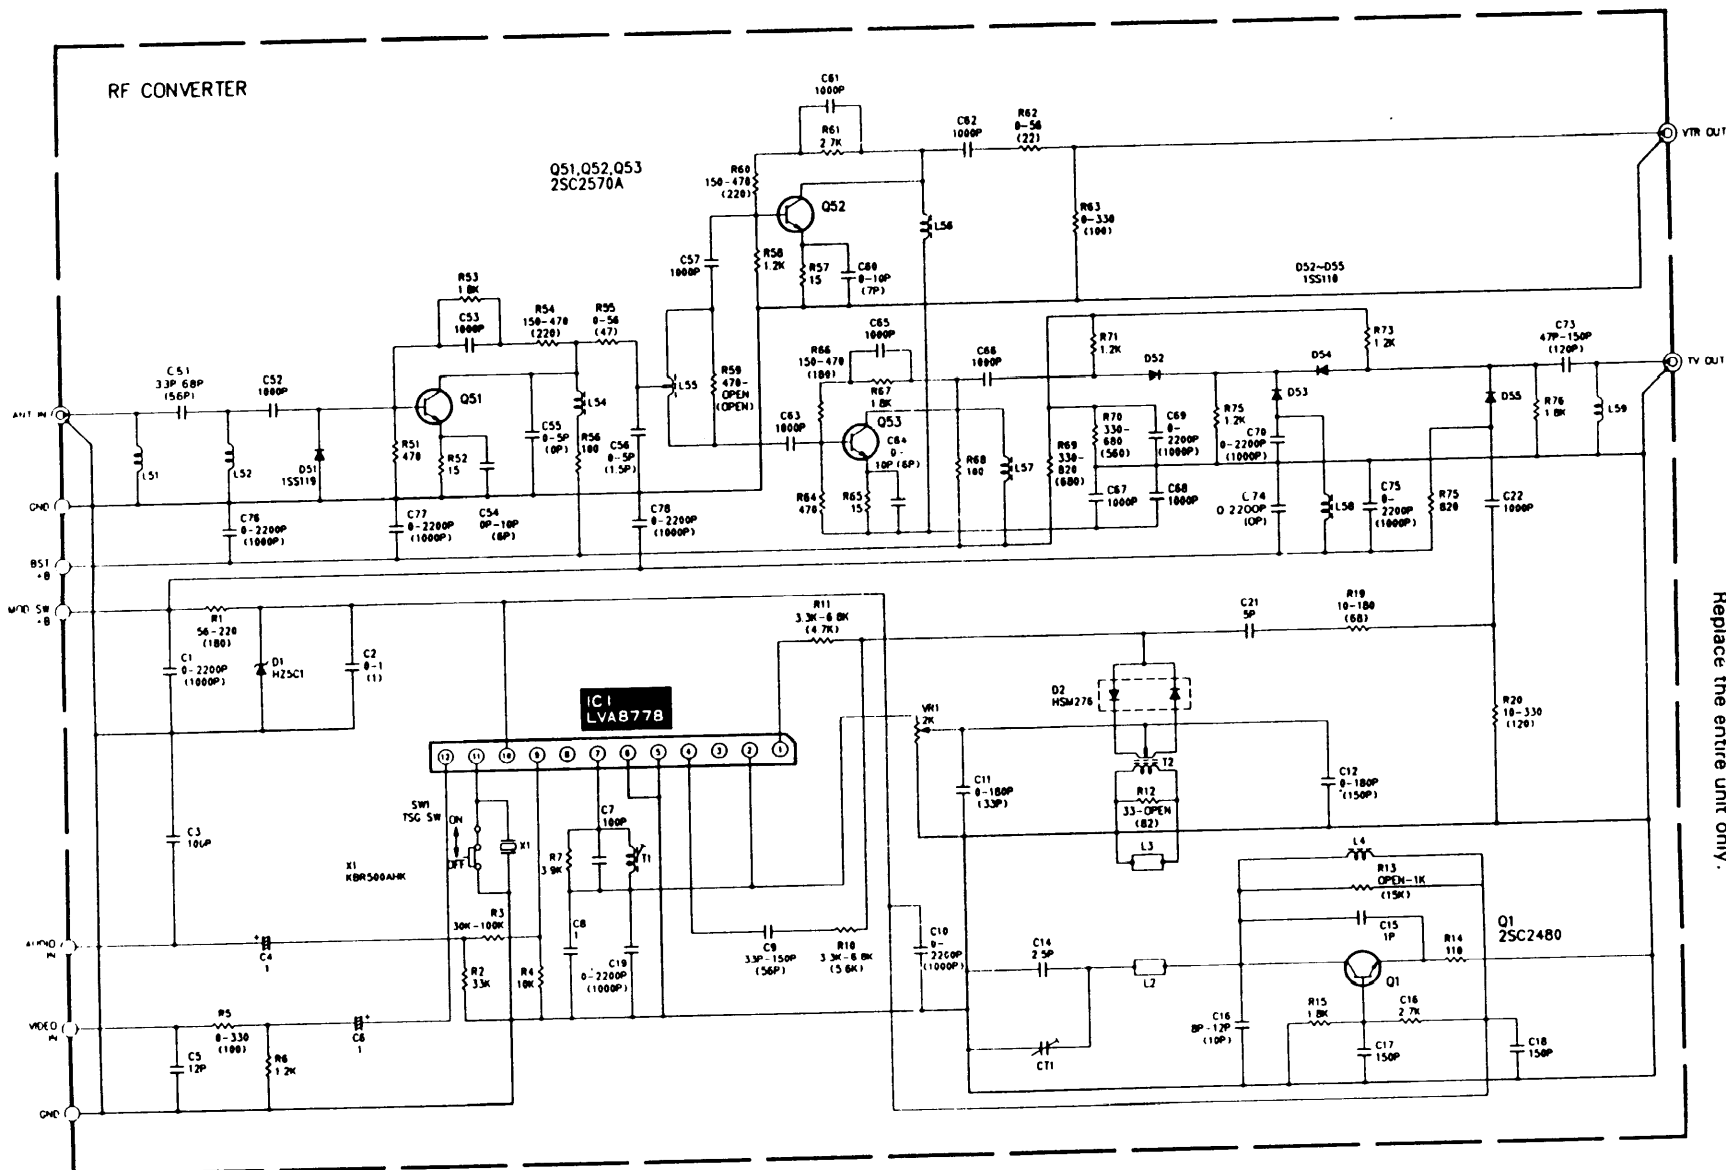 RF CONVERTER
Q51,Q52,Q53
2SC2570A
C61
1000P
R61
2.7K
C62
1000P
R62
0-56
(22)
VTR OUT
R60
150-470
(220)
Q52
L56
R63
0-330
(100)
C57
1000P
R58
1.2K
R57
15
C60
0-10P
(7P)
D52~D55
1SS110
R53
1.8K
C53
1000P
R54
150-470
(220)
R55
0-56
(47)
C65
1000P
R66
150-470
(180)
R67
1.8K
C66
1000P
R71
1.2K
D52
D54
R73
1.2K
C73
47P-150P
(120P)
TV OUT
C51
33P 68P
(56P)
C52
1000P
ANT IN
Q51
L54
L55
R59
470-
OPEN
(OPEN)
C63
1000P
Q53
C64
0-
10P (6P)
D53
D55
R76
1.8K
L59
L51
L52
D51
1SS119
R51
470
R52
15
C54
0P-10P
(6P)
C55
0-5P
(0P)
R56
100
C56
0-5P
(1.5P)
R64
470
R65
15
R68
100
L57
R69
330-
820
(680)
R70
330-
680
(560)
C69
0-
2200P
(1000P)
R75
1.2K
C70
0-2200P
(1000P)
C67
1000P
C68
1000P
C74
0 2200P
(0P)
L58
C75
0-
2200P
(1000P)
R75
820
C22
1000P
GND
C76
0-2200P
(1000P)
C77
0-2200P
(1000P)
C78
0-2200P
(1000P)
BST
+B
MOD SW
+B
R1
56-220
(180)
C1
0-2200P
(1000P)
D1
HZ5C1
C2
0-1
(1)
R11
3.3K-6.8K
(4.7K)
C21
5P
R19
10-180
(68)
IC1
LVA8778
12 11 10 9 8 7 6 5 4 3 2 1
VR1
2K
D2
HSM276
T2
R12
33-OPEN
(82)
L3
C11
0-180P
(33P)
C12
0-180P
(150P)
R20
10-330
(120)
C3
100P
SW1
TSG SW
ON
OFF
X1
X1
KBR500AHK
C7
100P
R7
3.9K
T1
L4
R13
OPEN-1K
(15K)
C15
1P
Q1
2SC2480
R14
110
Q1
AUDIO
IN
C4
1
R3
30K-100K
R2
33K
R4
10K
C8
1
C19
0-2200P
(1000P)
C9
33P-150P
(56P)
R10
3.3K-6.8K
(5.6K)
C10
0-
2200P
(1000P)
C14
2.5P
L2
CT1
C16
8P-12P
(10P)
R15
1.8K
C16
2.7K
C17
150P
C18
150P
VIDEO
IN
R5
0-330
(100)
C6
1
C5
12P
R6
1.2K
GND
Replace the entire unit only.